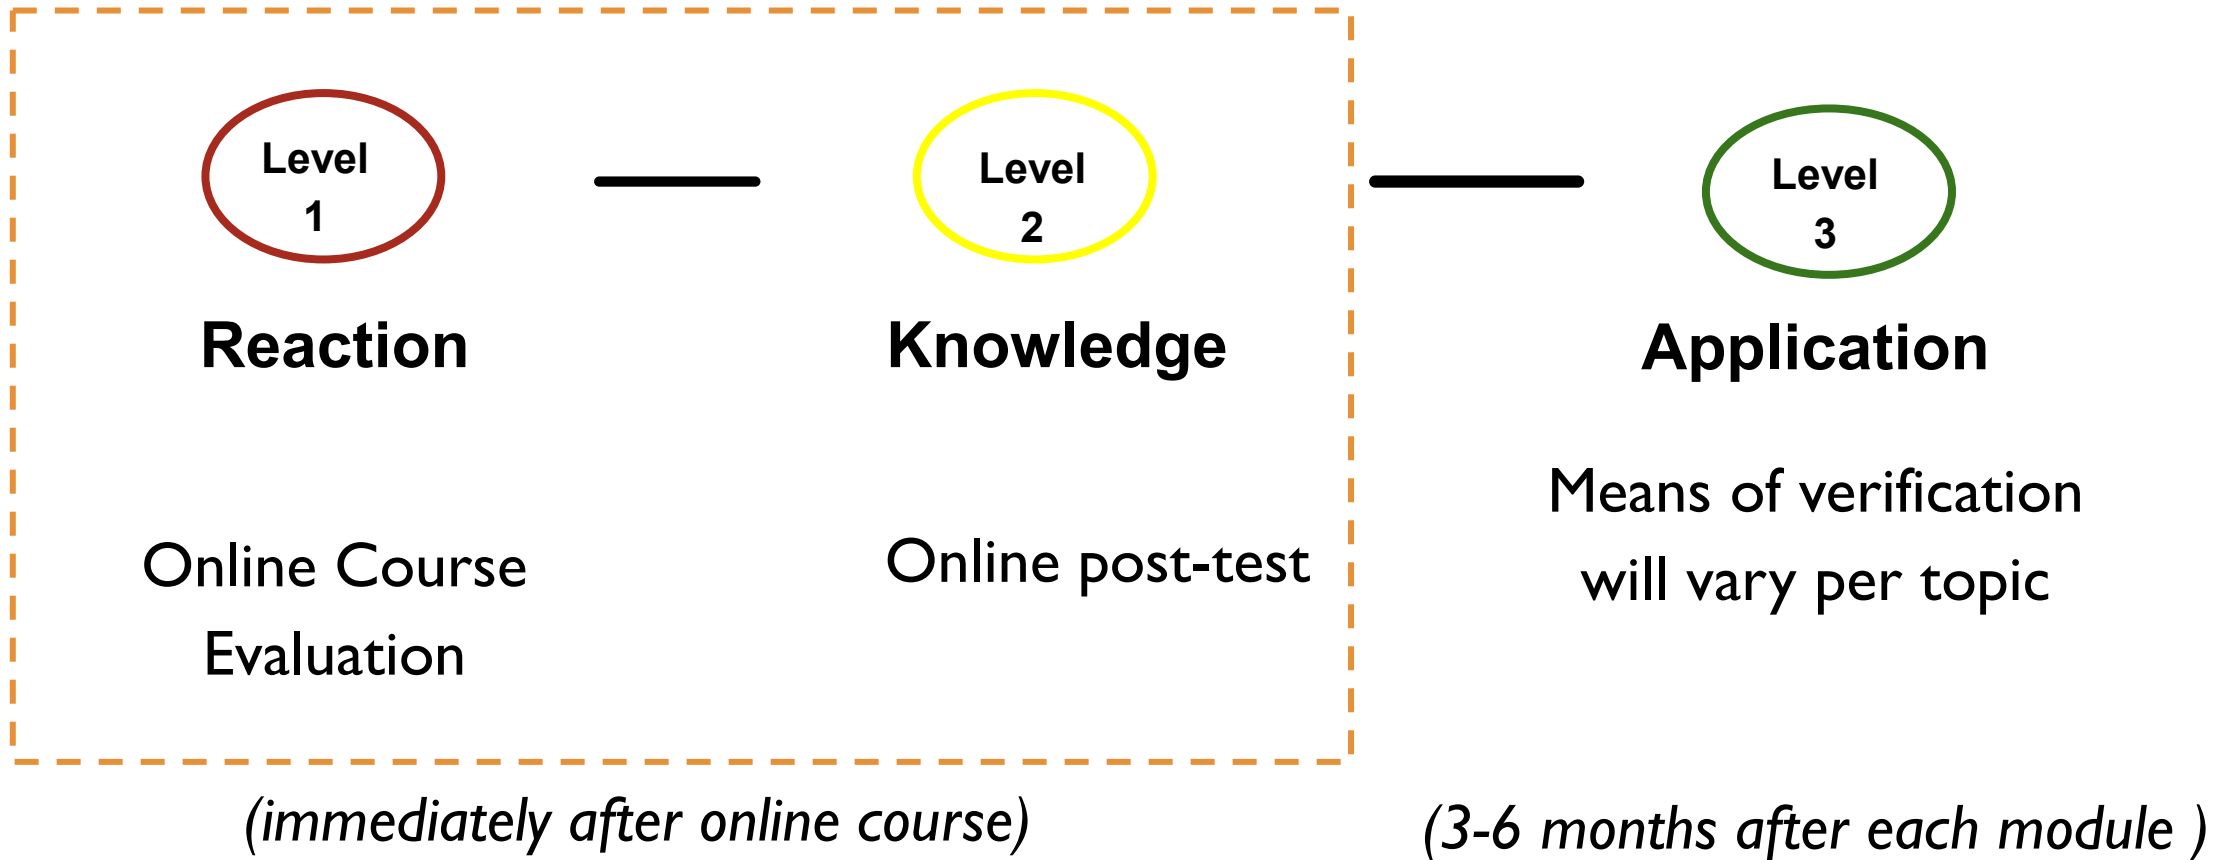 Level
1
Reaction
Online Course
Evaluation
Level
2
Knowledge
Online post-test
(immediately after online course)
Level
3
Application
Means of verification
will vary per topic
(3-6 months after each module )